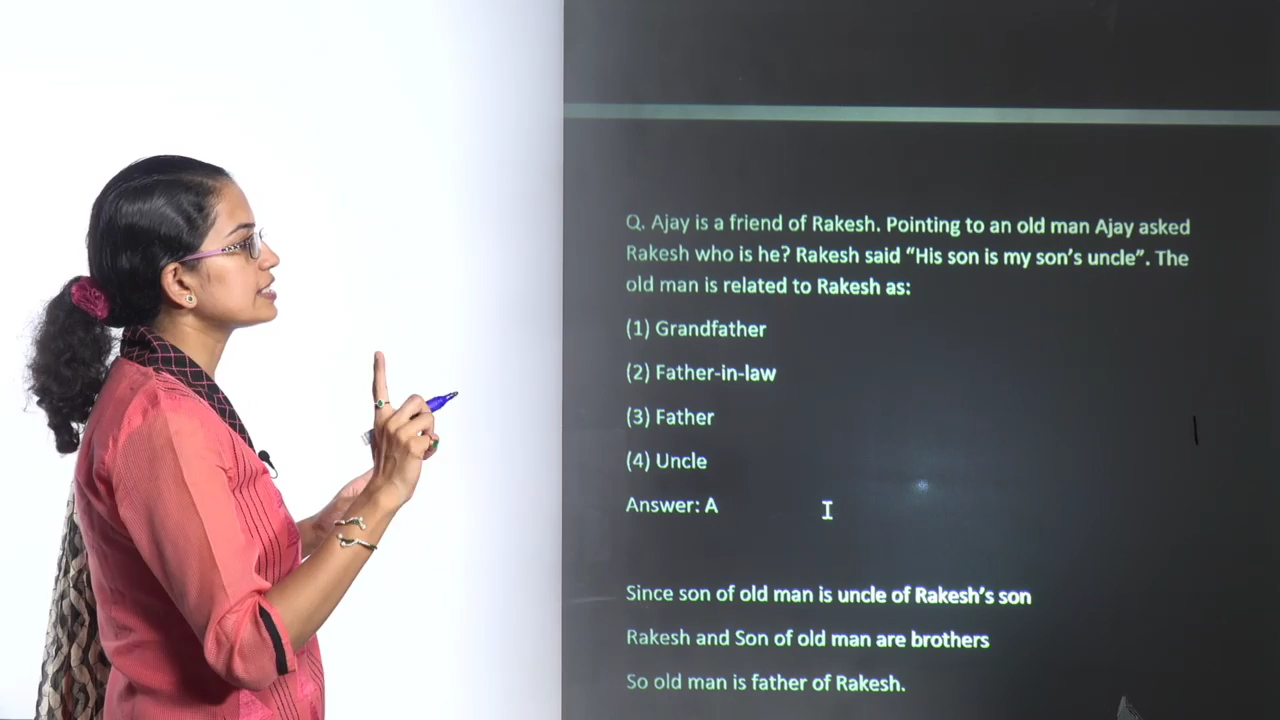 Q. Ajay is a friend of Rakesh. Pointing to an old man Ajay asked
Rakesh who is he? Rakesh said “His son is my son’s uncle”. The
old man is related to Rakesh as:
(1) Grandfather
(2) Father-in-law
(3) Father
(4) Uncle
Answer: A
Since son of old man is uncle of Rakesh’s son
Rakesh and Son of old man are brothers
So old man is father of Rakesh.